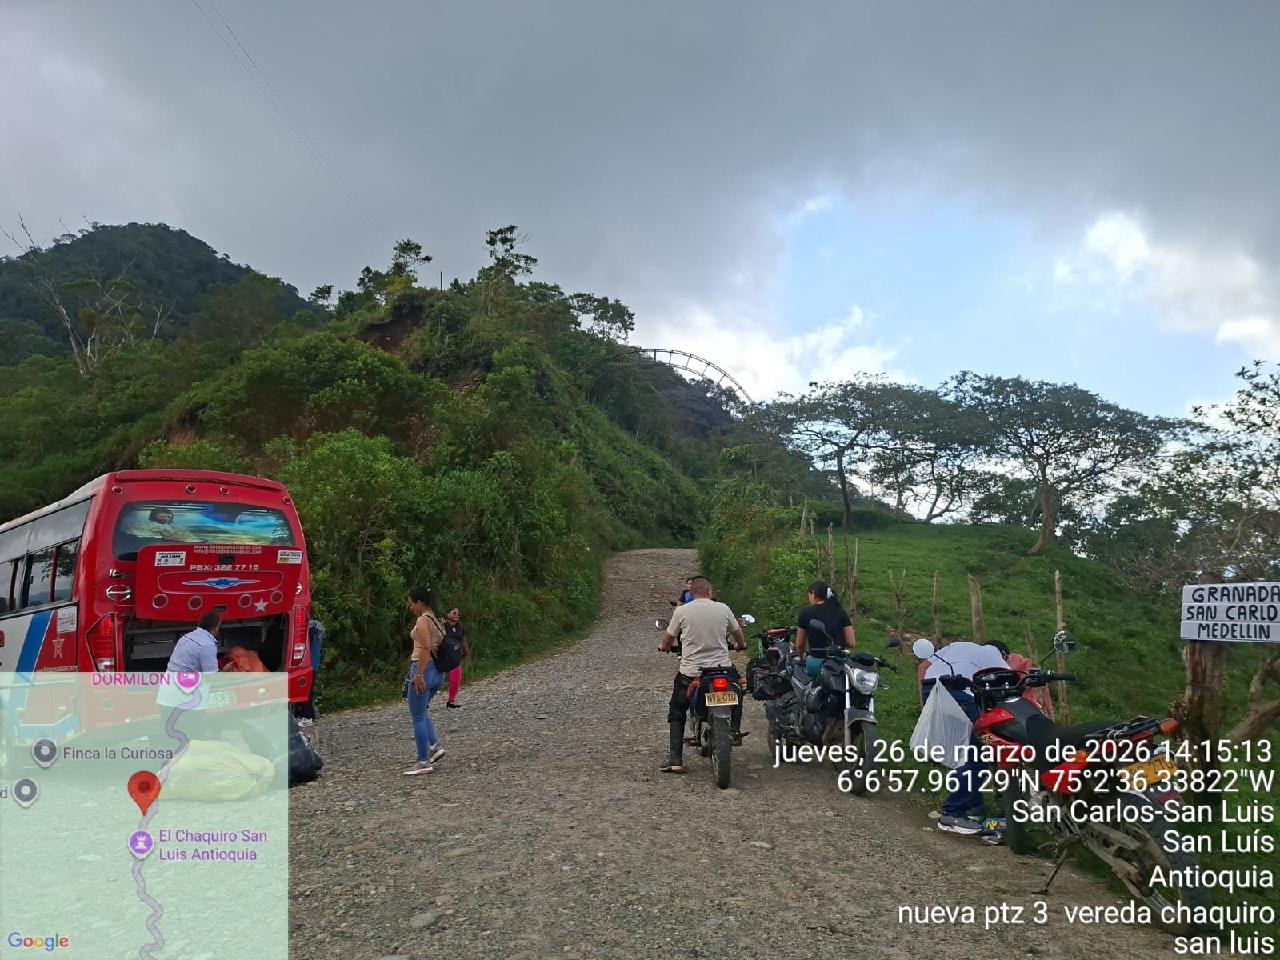 PBX: 322 77 15
GRANADA
SAN CARLO
MEDELLIN
DORMILON
Finca la Curiosa
d
El Chaquiro San
Luis Antioquia
Google
jueves, 26 de marzo de 2026 14:15:13
6°6'57.96129"N 75°2'36.33822"W
San Carlos-San Luis
San Luís
Antioquia
nueva ptz 3 vereda chaquiro
san luis